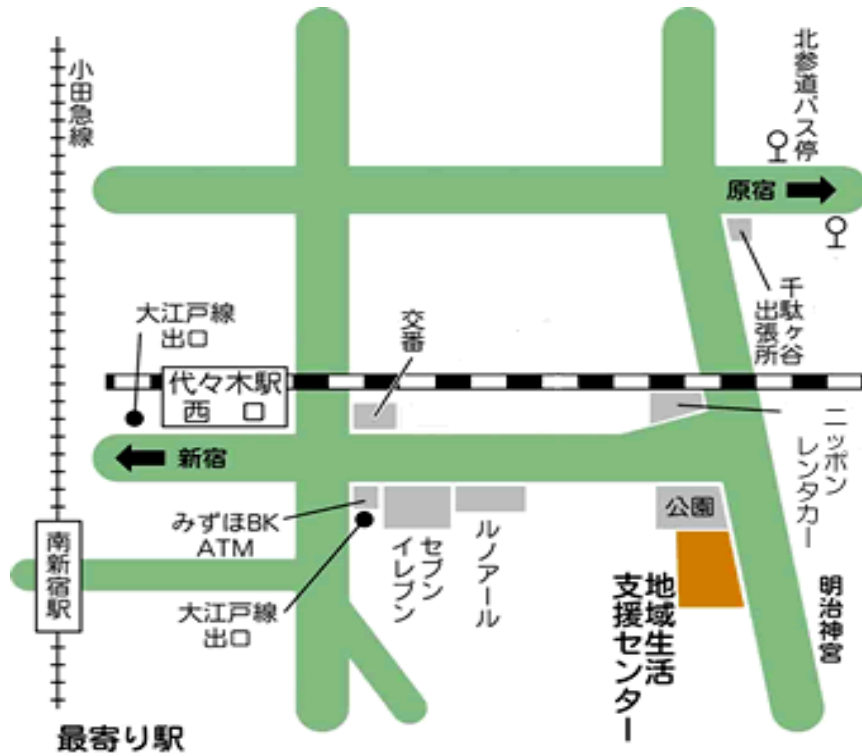 小田急線
北参道バス停
原宿
千駄ヶ谷
出張所
大江戸線
出口
交番
代々木駅
西 口
ニッポン
レンタカー
新宿
みずほBK
ATM
セブン
イレブン
ルノアール
公園
南新宿駅
大江戸線
出口
地域生活
支援センター
明治神宮
最寄り駅